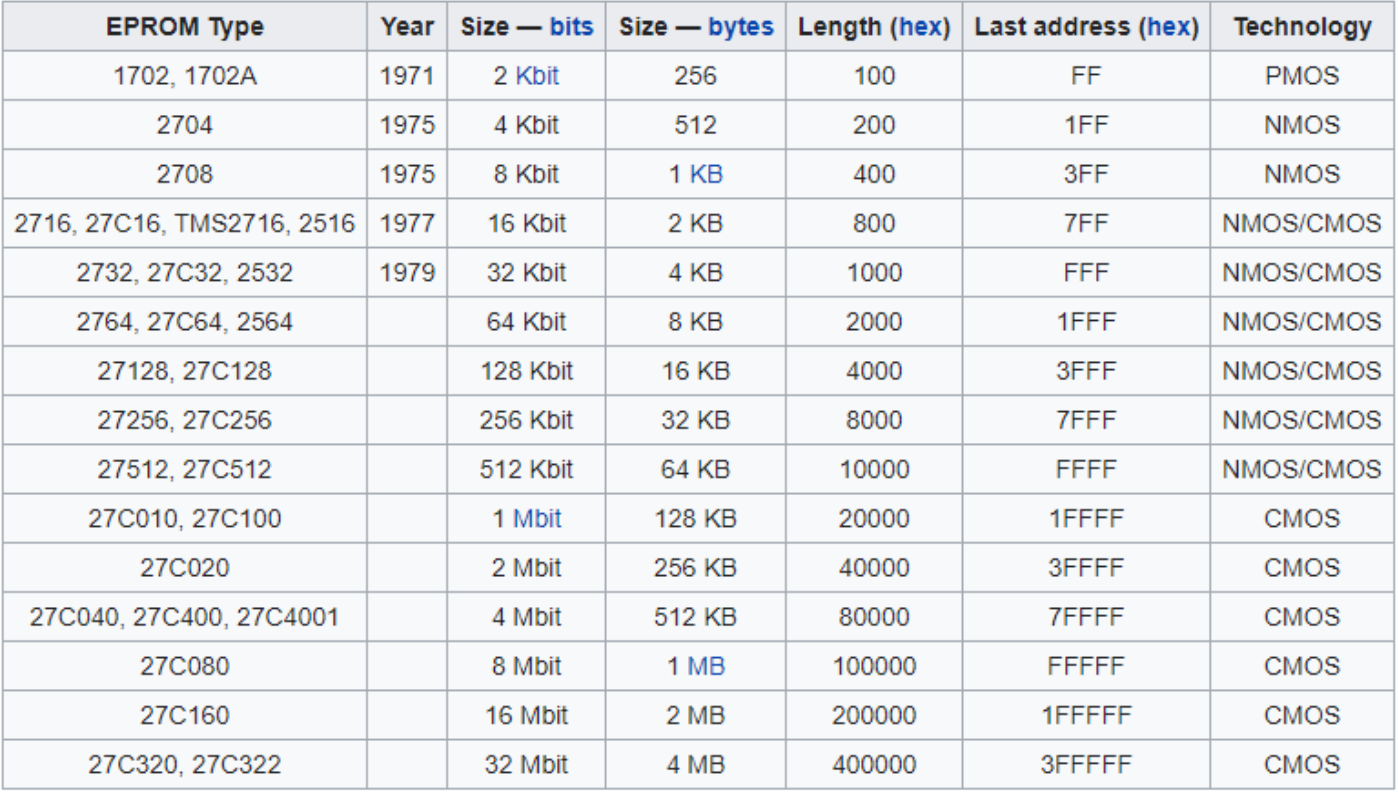 EPROM Type Year Size — bits Size — bytes Length (hex) Last address (hex) Technology
1702, 1702A 1971 2 Kbit 256 100 FF PMOS
2704 1975 4 Kbit 512 200 1FF NMOS
2708 1975 8 Kbit 1 KB 400 3FF NMOS
2716, 27C16, TMS2716, 2516 1977 16 Kbit 2 KB 800 7FF NMOS/CMOS
2732, 27C32, 2532 1979 32 Kbit 4 KB 1000 FFF NMOS/CMOS
2764, 27C64, 2564 64 Kbit 8 KB 2000 1FFF NMOS/CMOS
27128, 27C128 128 Kbit 16 KB 4000 3FFF NMOS/CMOS
27256, 27C256 256 Kbit 32 KB 8000 7FFF NMOS/CMOS
27512, 27C512 512 Kbit 64 KB 10000 FFFF NMOS/CMOS
27C010, 27C100 1 Mbit 128 KB 20000 1FFFF CMOS
27C020 2 Mbit 256 KB 40000 3FFFF CMOS
27C040, 27C400, 27C4001 4 Mbit 512 KB 80000 7FFFF CMOS
27C080 8 Mbit 1 MB 100000 FFFFF CMOS
27C160 16 Mbit 2 MB 200000 1FFFFF CMOS
27C320, 27C322 32 Mbit 4 MB 400000 3FFFFF CMOS